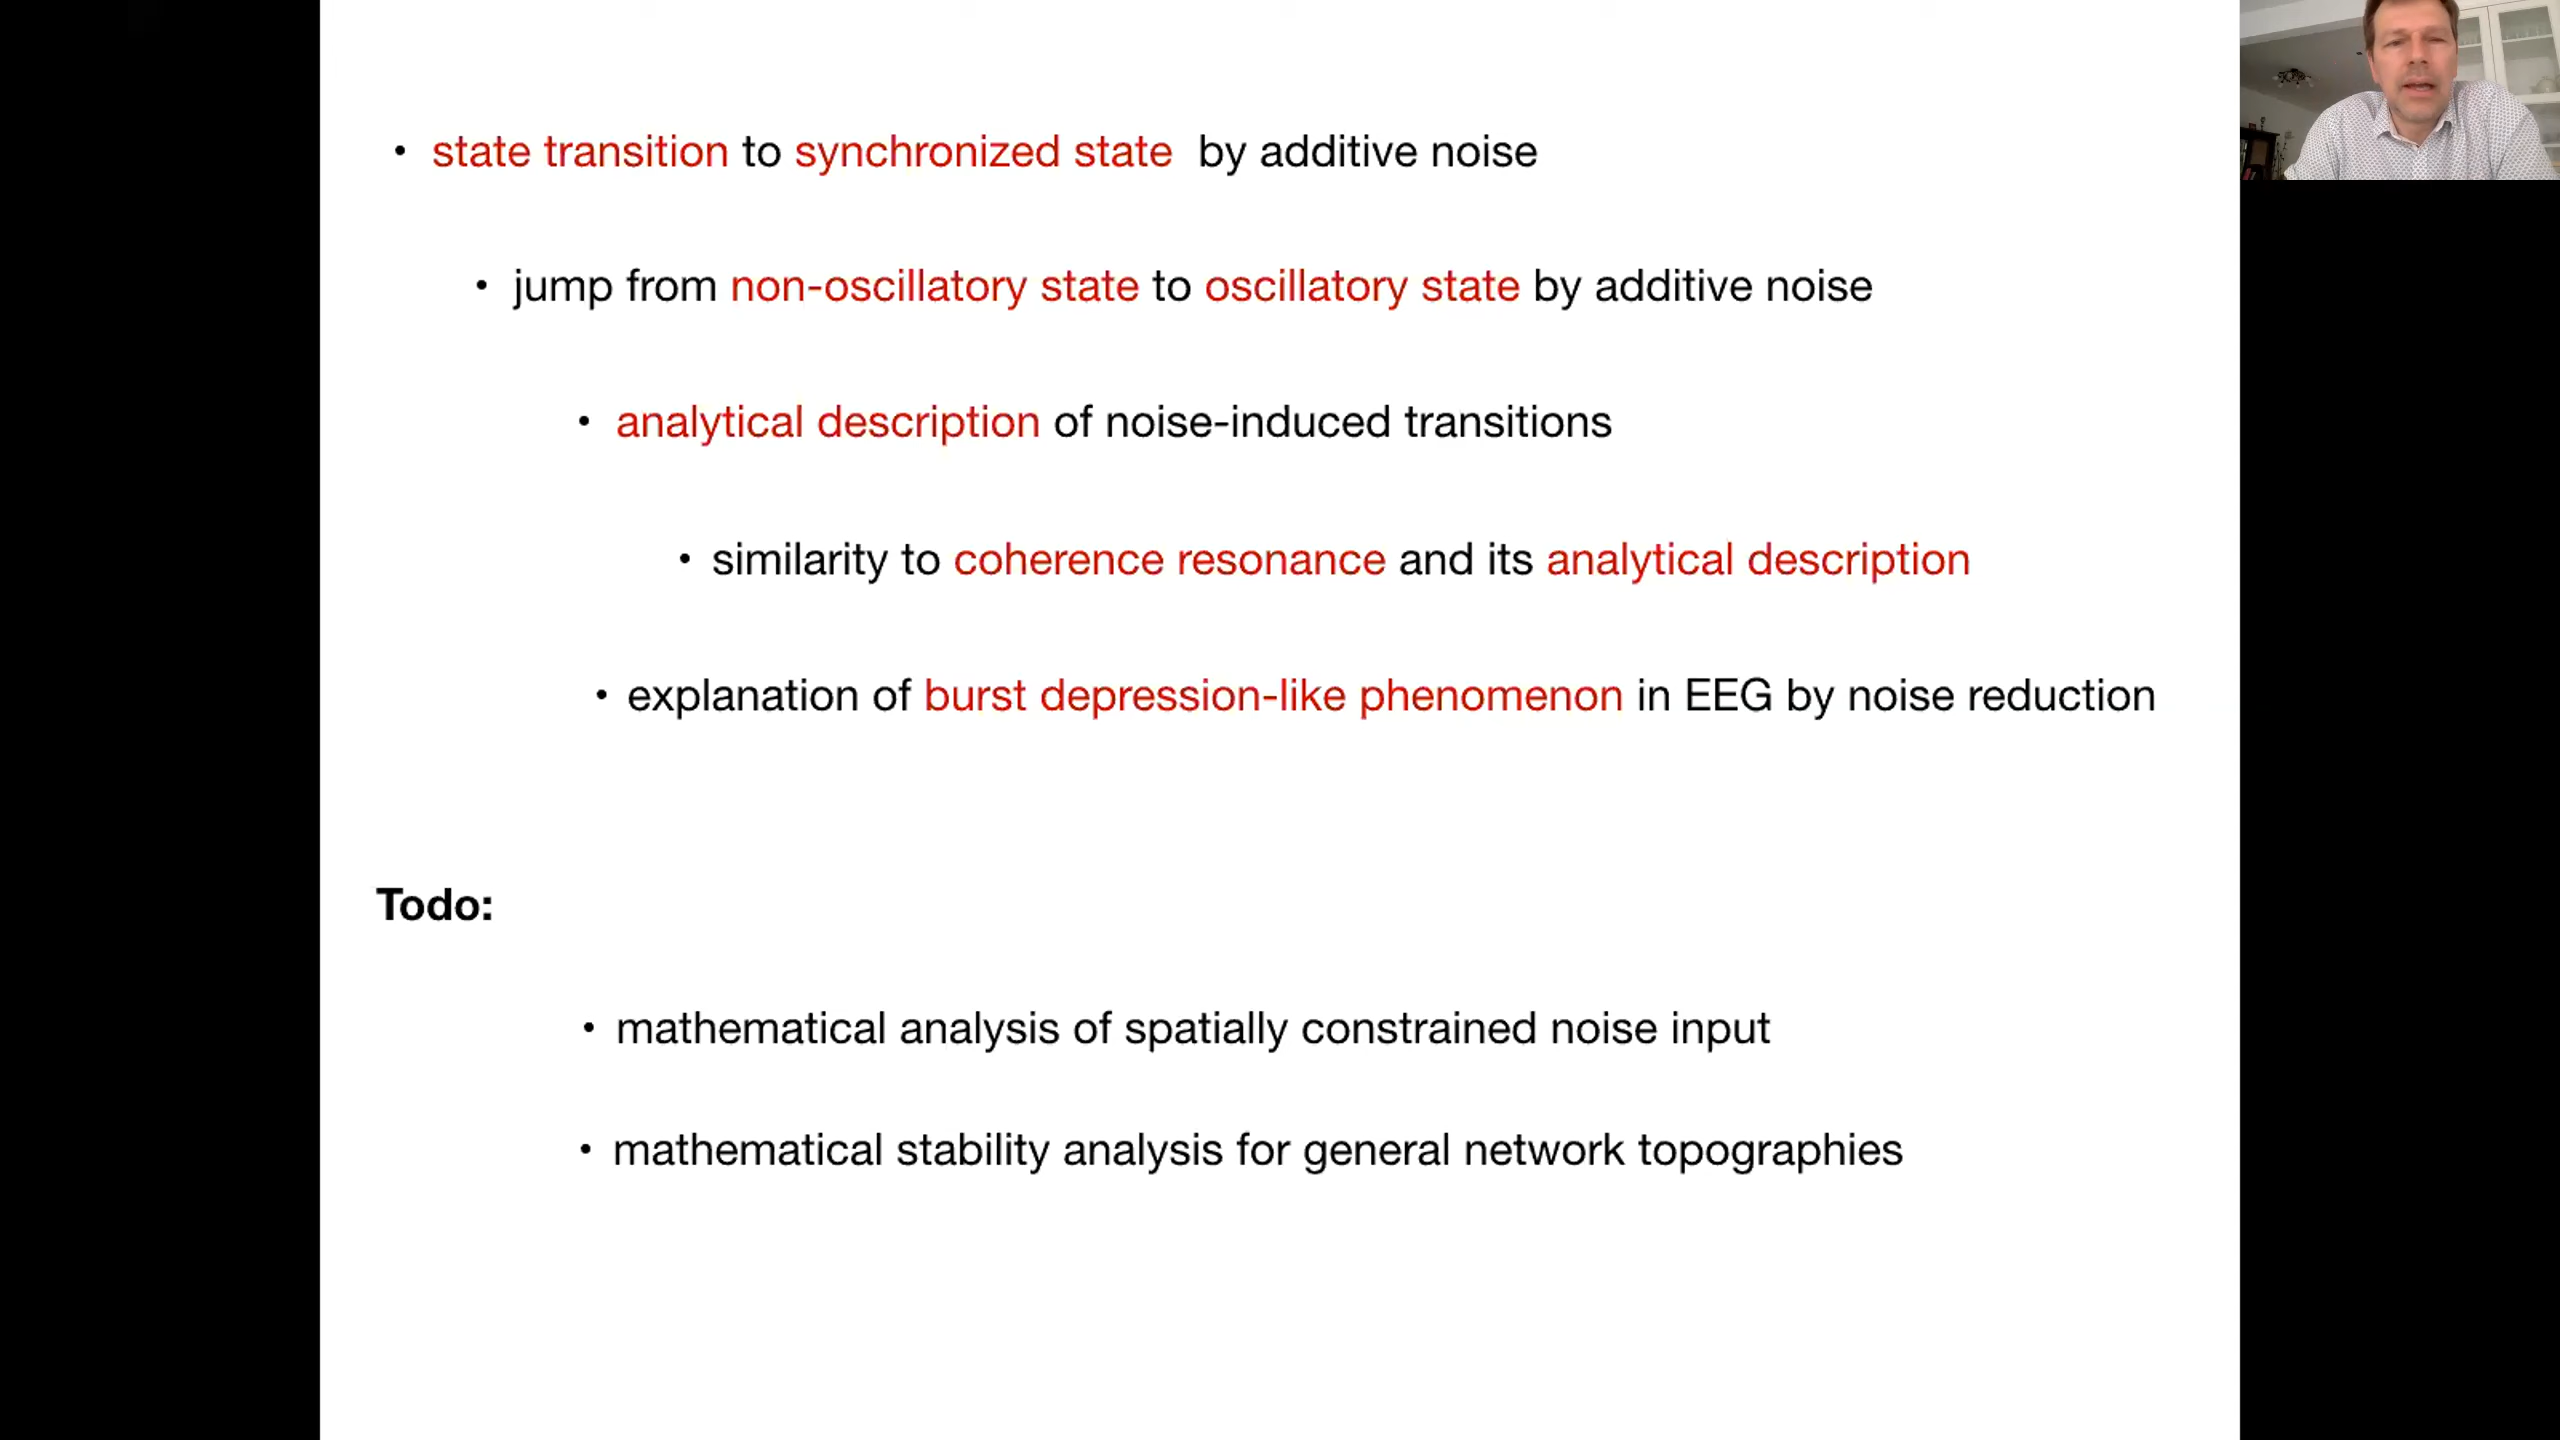 • state transition to synchronized state by additive noise
• jump from non-oscillatory state to oscillatory state by additive noise
• analytical description of noise-induced transitions
• similarity to coherence resonance and its analytical description
• explanation of burst depression-like phenomenon in EEG by noise reduction
Todo:
• mathematical analysis of spatially constrained noise input
• mathematical stability analysis for general network topographies